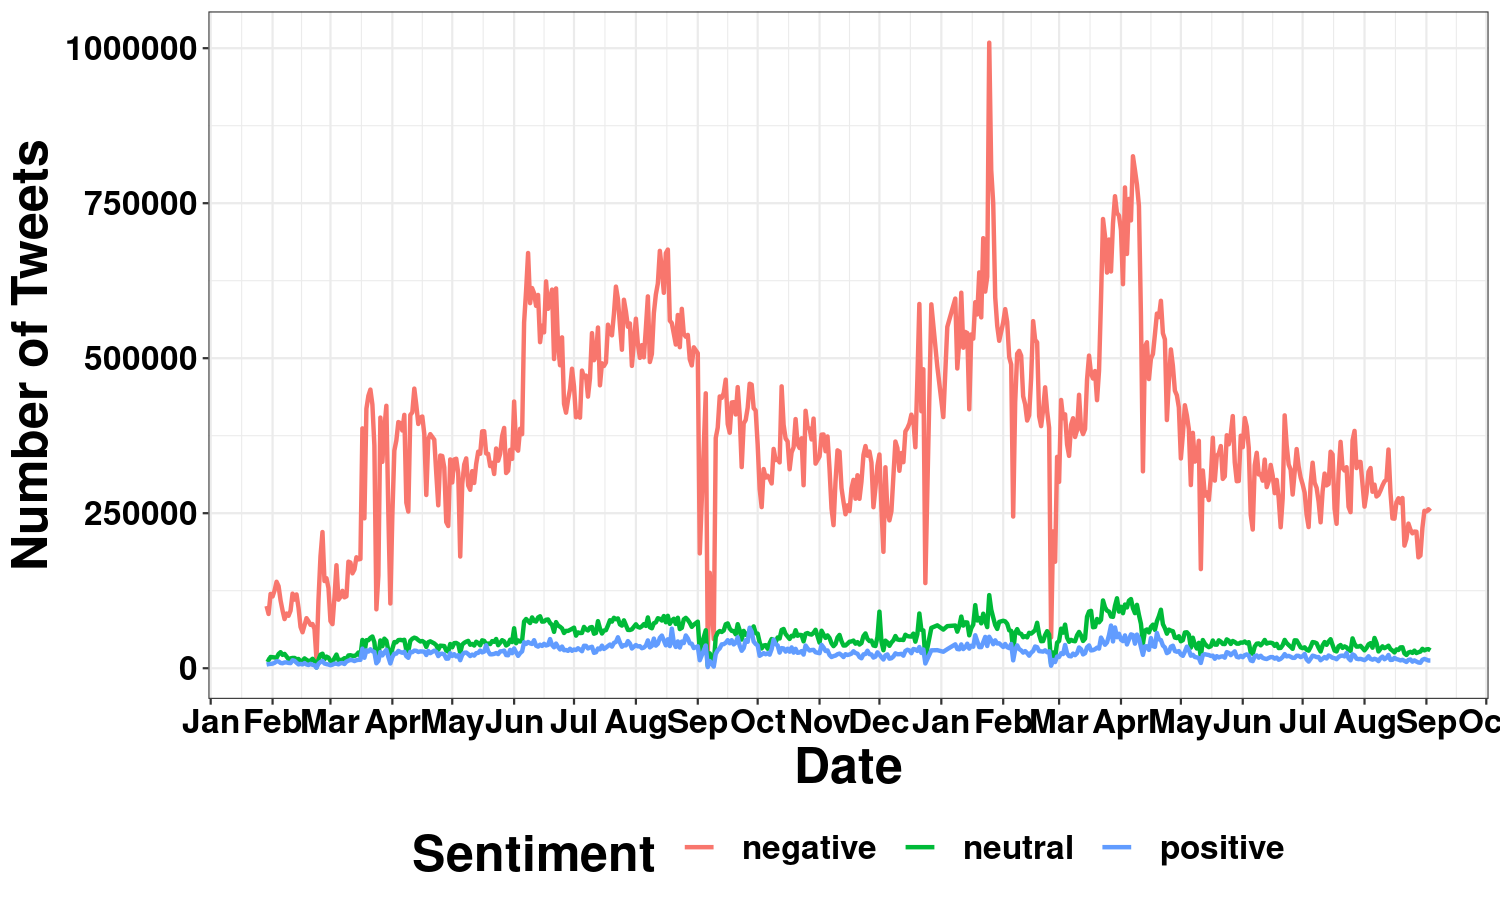 Number of Tweets
1000000
750000
500000
250000
0
Jan Feb Mar Apr May Jun Jul Aug Sep Oct Nov Dec Jan Feb Mar Apr May Jun Jul Aug Sep Oc
Date
Sentiment negative neutral positive